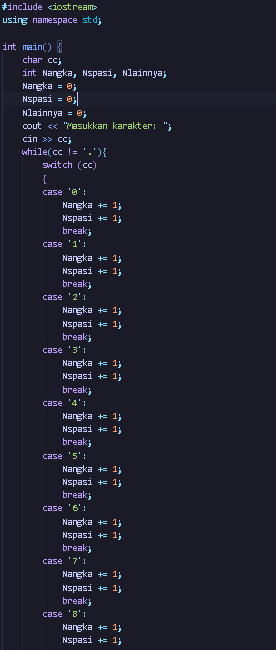 #include <iostream>
using namespace std;
int main() {
char cc;
int Nangka, Nspasi, Nlainnya;
Nangka = 0;
Nspasi = 0;
Nlainnya = 0;
cout << "Masukkan karakter: ";
cin >> cc;
while(cc != '.'){
switch (cc)
{
case '0':
Nangka += 1;
Nspasi += 1;
break;
case '1':
Nangka += 1;
Nspasi += 1;
break;
case '2':
Nangka += 1;
Nspasi += 1;
break;
case '3':
Nangka += 1;
Nspasi += 1;
break;
case '4':
Nangka += 1;
Nspasi += 1;
break;
case '5':
Nangka += 1;
Nspasi += 1;
break;
case '6':
Nangka += 1;
Nspasi += 1;
break;
case '7':
Nangka += 1;
Nspasi += 1;
break;
case '8':
Nangka += 1;
Nspasi += 1;